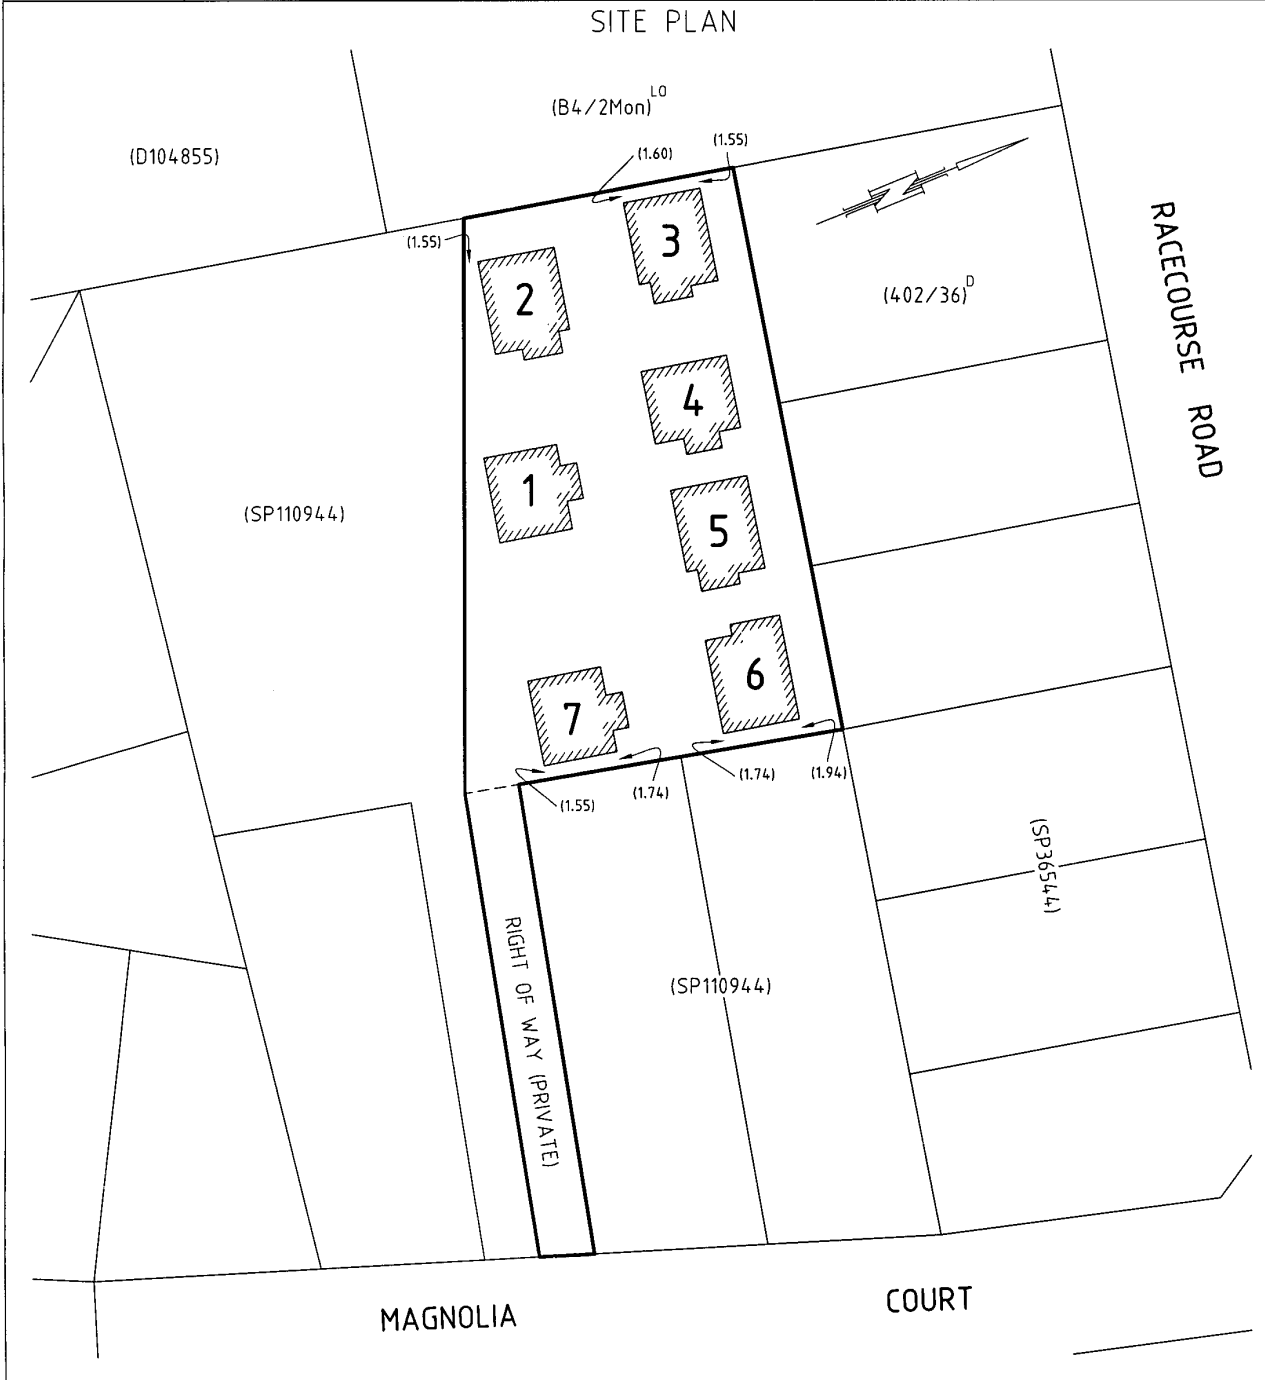 SITE PLAN
(B4/2Mon)LO
(D104855)
(1.60)
(1.55)
(1.55)
3
2
(402/36)D
RACECOURSE ROAD
4
1
(SP110944)
5
6
7
(1.55)
(1.74)
(1.74)
(1.94)
(SP36544)
RIGHT OF WAY (PRIVATE)
(SP110944)
MAGNOLIA COURT